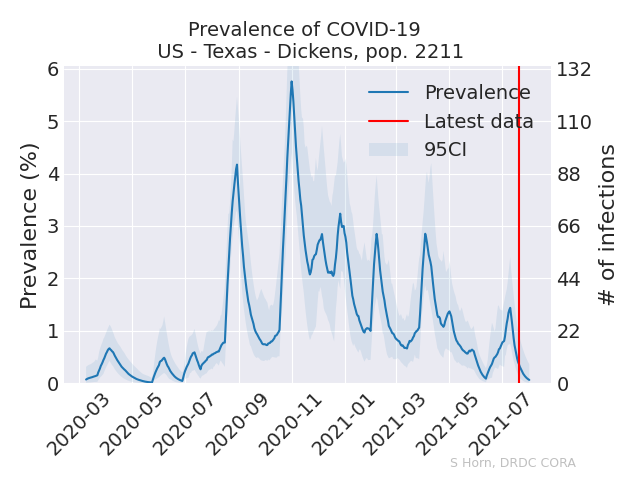 Prevalence of COVID-19
US - Texas - Dickens, pop. 2211
Prevalence (%)
6
5
4
3
2
1
0
132
110
88
66
44
22
0
# of infections
Prevalence
Latest data
95CI
2020-03
2020-05
2020-07
2020-09
2020-11
2021-01
2021-03
2021-05
2021-07
S Horn, DRDC CORA